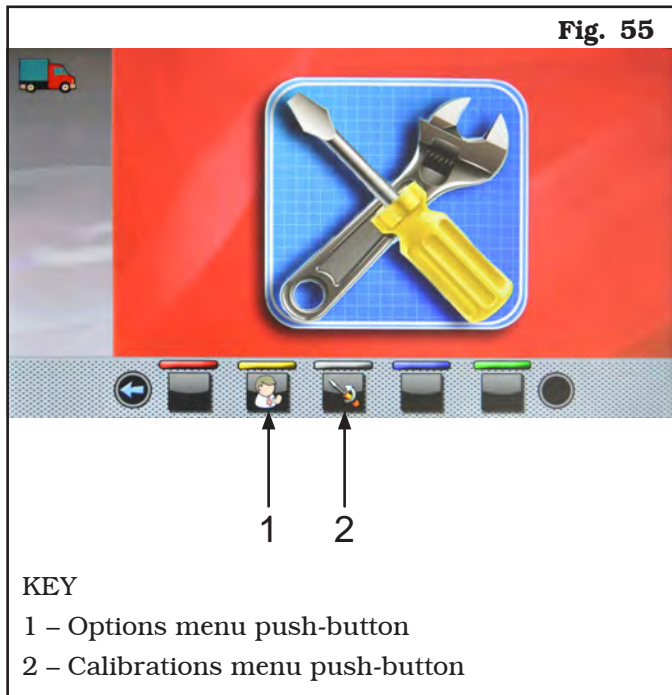 Fig. 55
1 2
KEY
1 – Options menu push-button
2 – Calibrations menu push-button